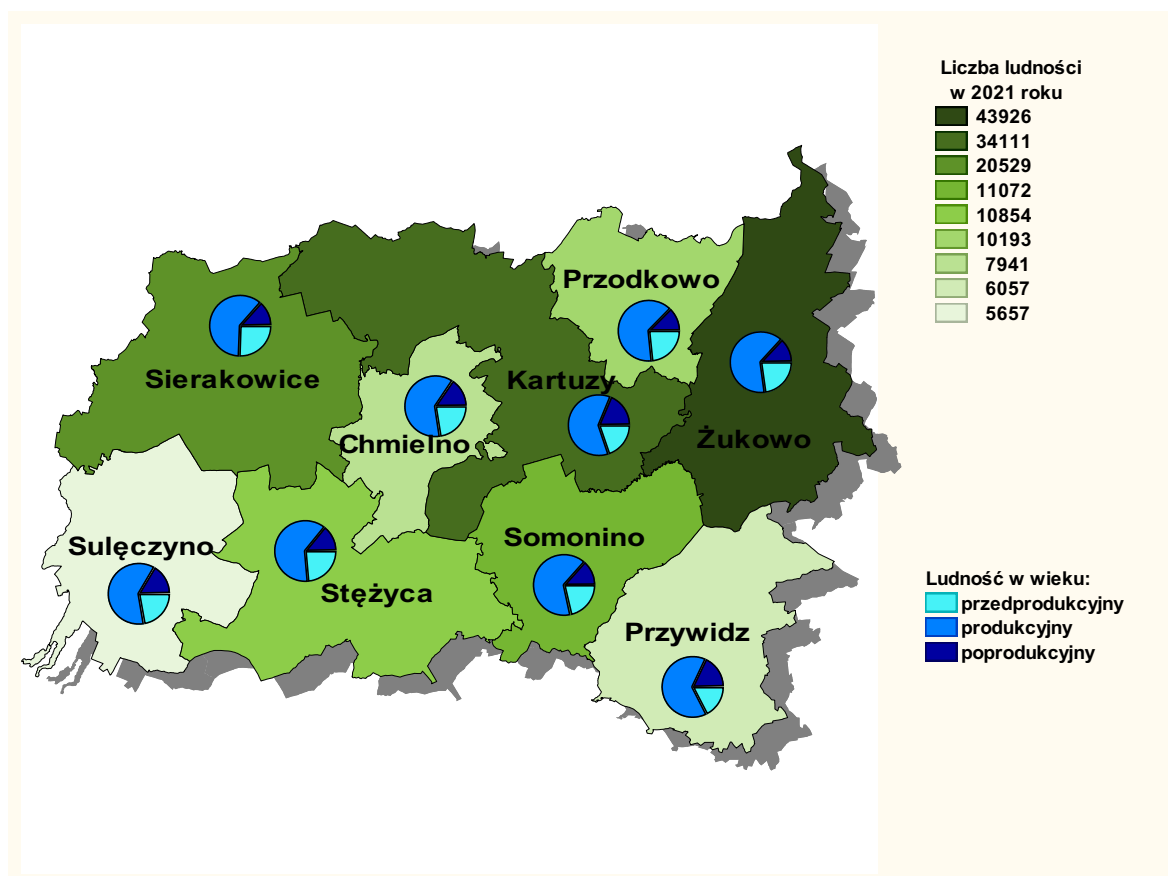 Liczba ludności
w 2021 roku
43926
34111
20529
11072
10854
10193
7941
6057
5657
Przodkowo
Sierakowice
Kartuzy
Chmielno
Żukowo
Somonino
Sulęczyno
Stężyca
Przywidz
Ludność w wieku:
przedprodukcyjny
produkcyjny
poprodukcyjny